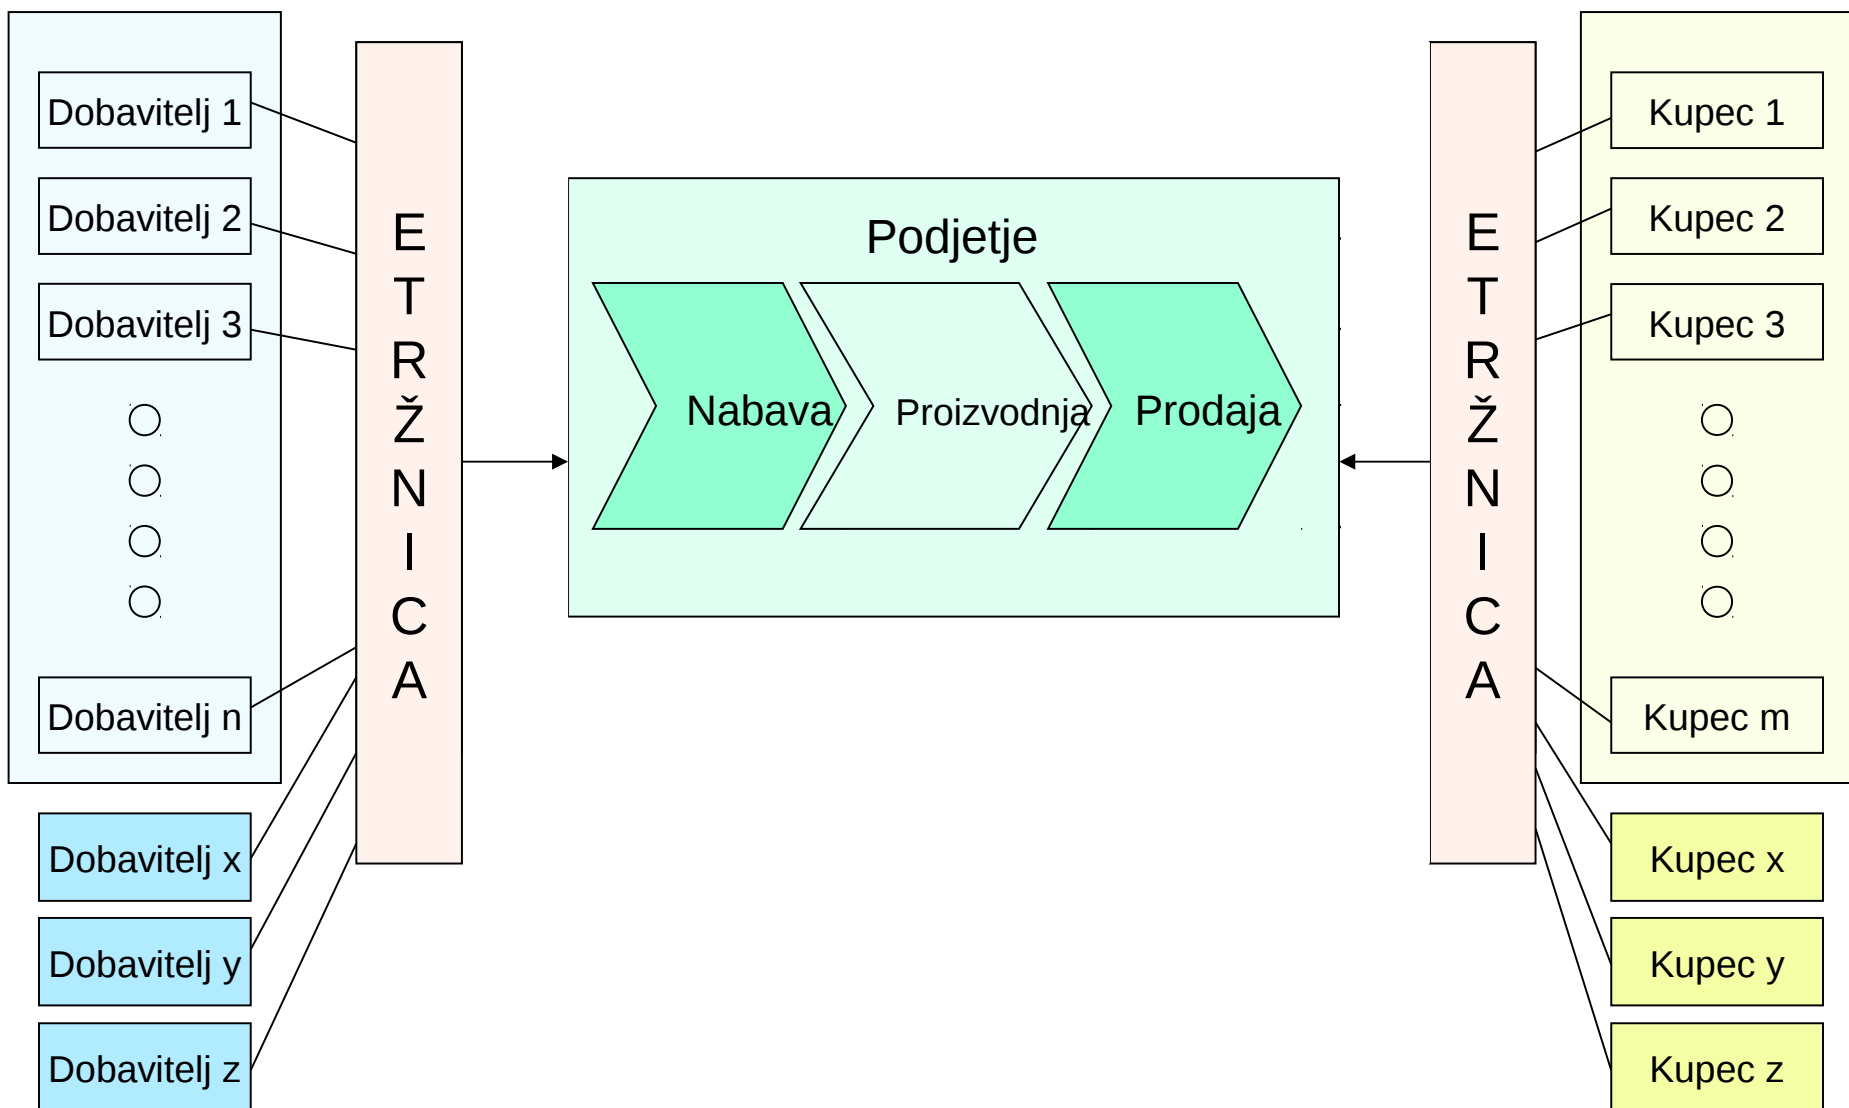 Dobavitelj 1
Dobavitelj 2
Dobavitelj 3
Dobavitelj n
Dobavitelj x
Dobavitelj y
Dobavitelj z
E
T
R
Ž
N
I
C
A
Podjetje
Nabava
Proizvodnja
Prodaja
E
T
R
Ž
N
I
C
A
Kupec 1
Kupec 2
Kupec 3
Kupec m
Kupec x
Kupec y
Kupec z